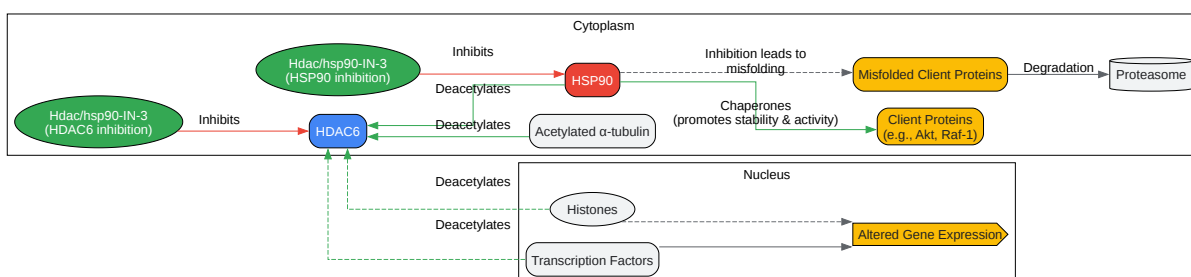 Cytoplasm
Hdac/hsp90-IN-3
(HSP90 inhibition)
Inhibits
HSP90
Inhibition leads to
misfolding
Misfolded Client Proteins
Degradation
Proteasome
Deacetylates
Hdac/hsp90-IN-3
(HDAC6 inhibition)
Inhibits
HDAC6
Deacetylates
Acetylated α-tubulin
Chaperones
(promotes stability & activity)
Client Proteins
(e.g., Akt, Raf-1)
Nucleus
Deacetylates
Histones
Deacetylates
Transcription Factors
Altered Gene Expression